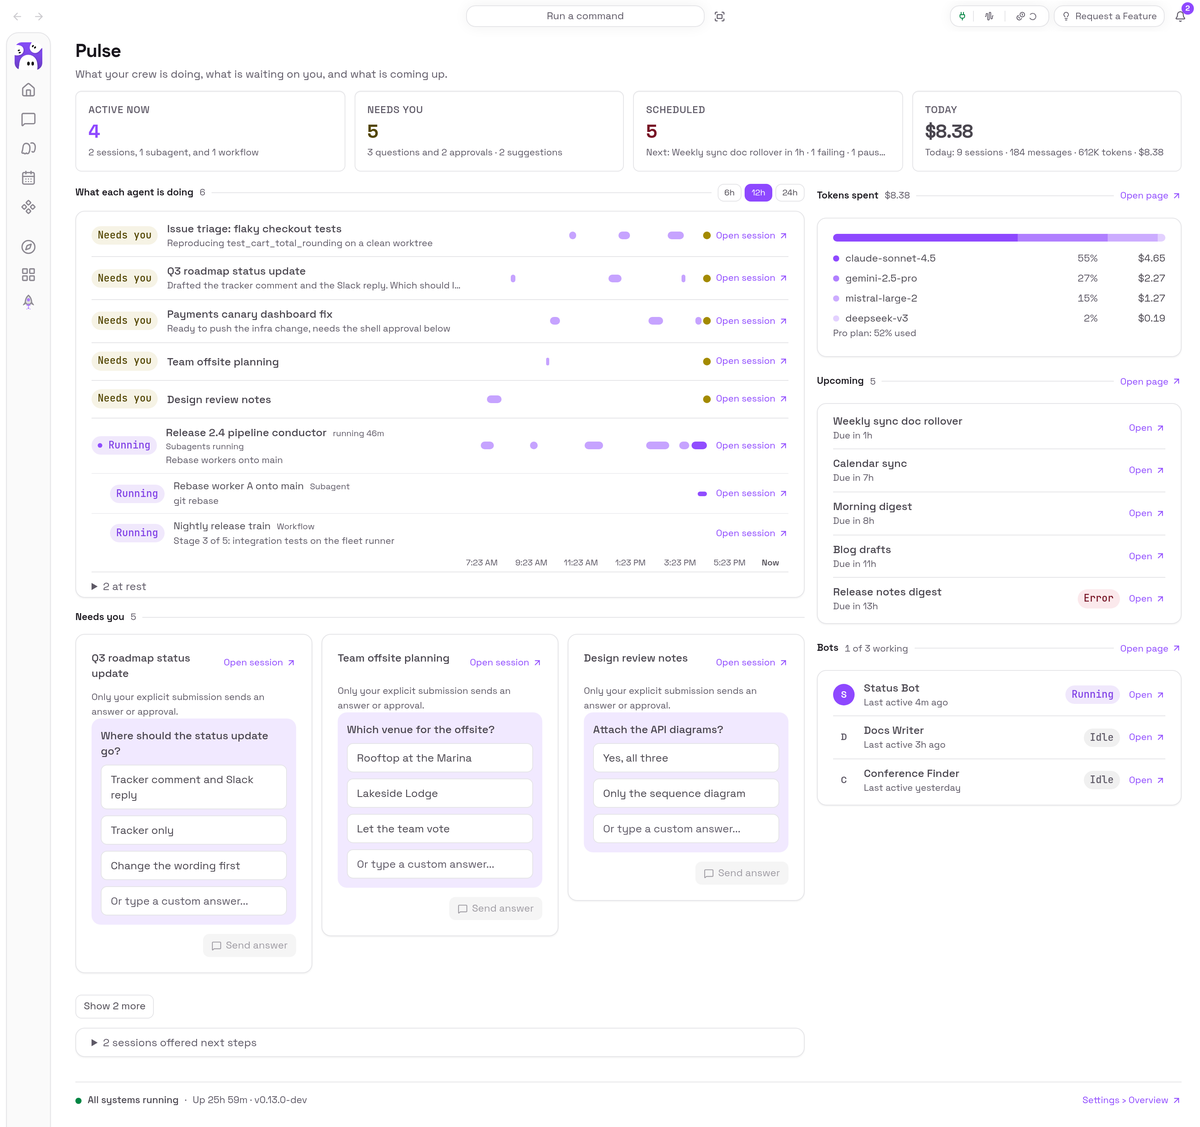 Run a command
Request a Feature
2
Pulse
What your crew is doing, what is waiting on you, and what is coming up.
ACTIVE NOW
4
2 sessions, 1 subagent, and 1 workflow
NEEDS YOU
5
3 questions and 2 approvals · 2 suggestions
SCHEDULED
5
Next: Weekly sync doc rollover in 1h · 1 failing · 1 paus...
TODAY
$8.38
Today: 9 sessions · 184 messages · 612K tokens · $8.38
What each agent is doing 6
6h 12h 24h
Needs you
Issue triage: flaky checkout tests
Reproducing test_cart_total_rounding on a clean worktree
Open session
Needs you
Q3 roadmap status update
Drafted the tracker comment and the Slack reply. Which should I...
Open session
Needs you
Payments canary dashboard fix
Ready to push the infra change, needs the shell approval below
Open session
Needs you
Team offsite planning
Open session
Needs you
Design review notes
Open session
Running
Release 2.4 pipeline conductor running 46m
Subagents running
Rebase workers onto main
Open session
Running
Rebase worker A onto main Subagent
git rebase
Open session
Running
Nightly release train Workflow
Stage 3 of 5: integration tests on the fleet runner
Open session
7:23 AM 9:23 AM 11:23 AM 1:23 PM 3:23 PM 5:23 PM Now
2 at rest
Needs you 5
Q3 roadmap status update
Open session
Only your explicit submission sends an
answer or approval.
Where should the status update
go?
Tracker comment and Slack
reply
Tracker only
Change the wording first
Or type a custom answer...
Send answer
Team offsite planning
Open session
Only your explicit submission sends an
answer or approval.
Which venue for the offsite?
Rooftop at the Marina
Lakeside Lodge
Let the team vote
Or type a custom answer...
Send answer
Design review notes
Open session
Only your explicit submission sends an
answer or approval.
Attach the API diagrams?
Yes, all three
Only the sequence diagram
Or type a custom answer...
Send answer
Show 2 more
2 sessions offered next steps
Tokens spent $8.38
Open page
claude-sonnet-4.5 55% $4.65
gemini-2.5-pro 27% $2.27
mistral-large-2 15% $1.27
deepseek-v3 2% $0.19
Pro plan: 52% used
Upcoming 5
Open page
Weekly sync doc rollover
Due in 1h
Open
Calendar sync
Due in 7h
Open
Morning digest
Due in 8h
Open
Blog drafts
Due in 11h
Open
Release notes digest
Due in 13h
Error
Open
Bots 1 of 3 working
Open page
S
Status Bot
Last active 4m ago
Running
Open
D
Docs Writer
Last active 3h ago
Idle
Open
C
Conference Finder
Last active yesterday
Idle
Open
All systems running · Up 25h 59m · v0.13.0-dev
Settings › Overview